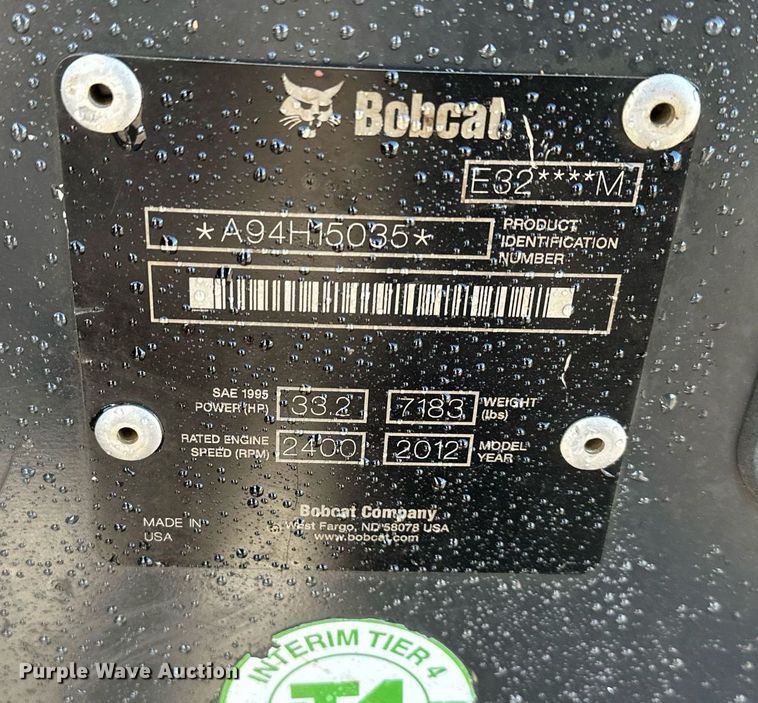 Bobcat
E32****M
*A94H15035*
PRODUCT
IDENTIFICATION
NUMBER
SAE 1995
POWER (HP)
33.2
7183
WEIGHT
(lbs)
RATED ENGINE
SPEED (RPM)
2400
2012
MODEL
YEAR
Bobcat Company
West Fargo, ND 58078 USA
www.bobcat.com
MADE IN
USA
INTERIM TIER 4
Purple Wave Auction